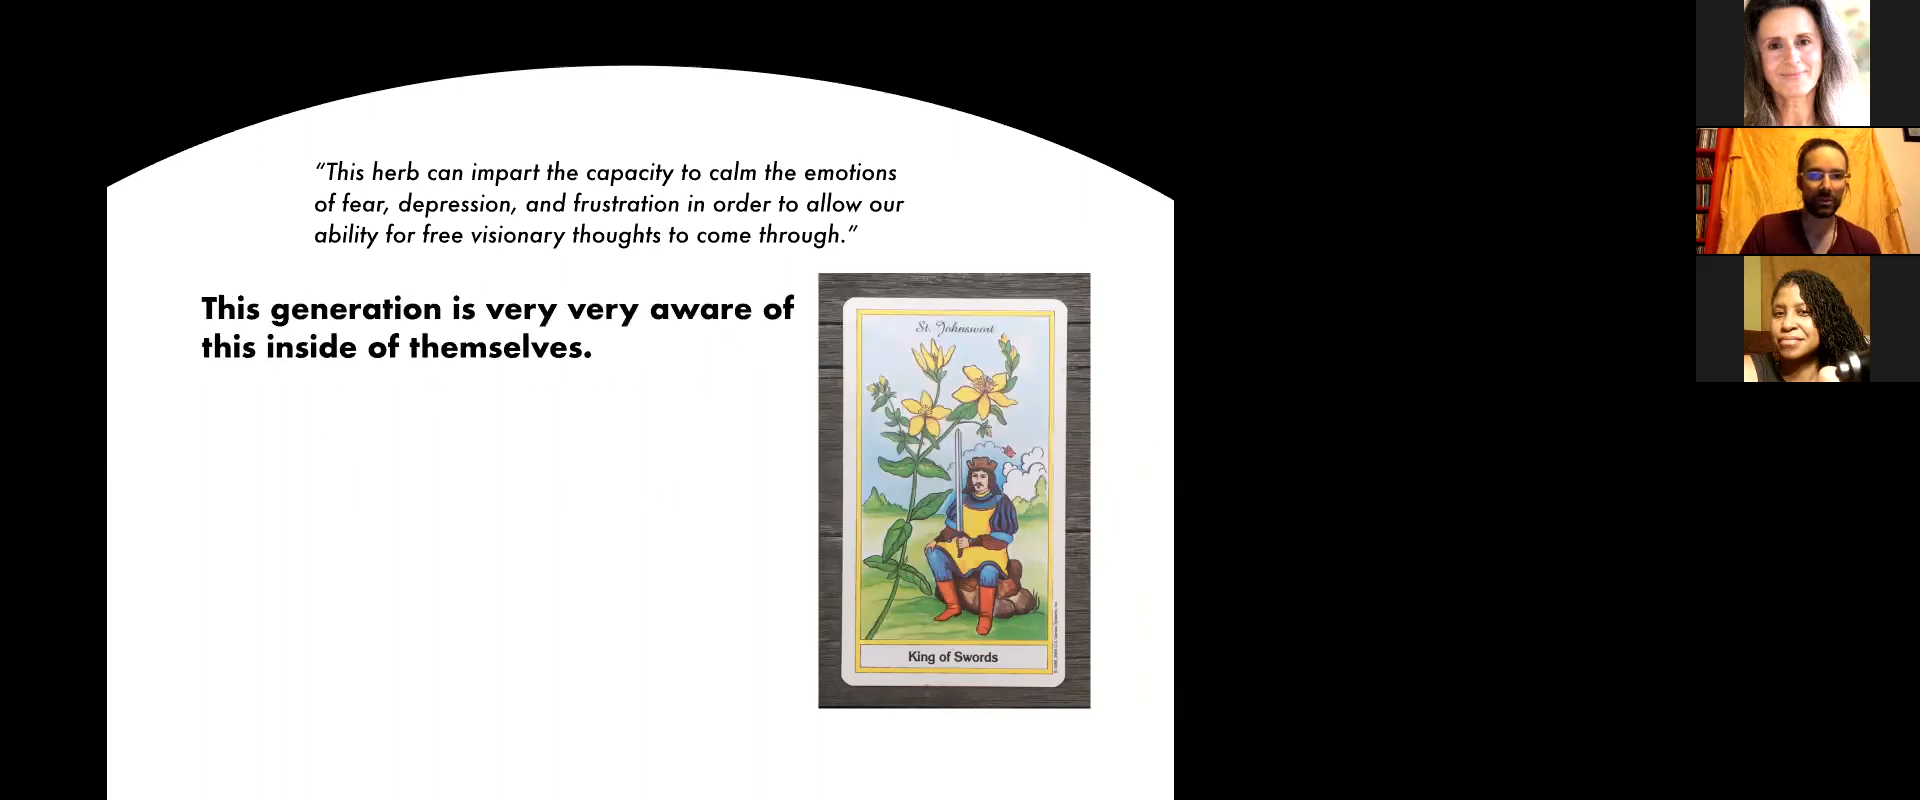 “This herb can impart the capacity to calm the emotions
of fear, depression, and frustration in order to allow our
ability for free visionary thoughts to come through.”
This generation is very very aware of
this inside of themselves.
St. Johnswort
King of Swords